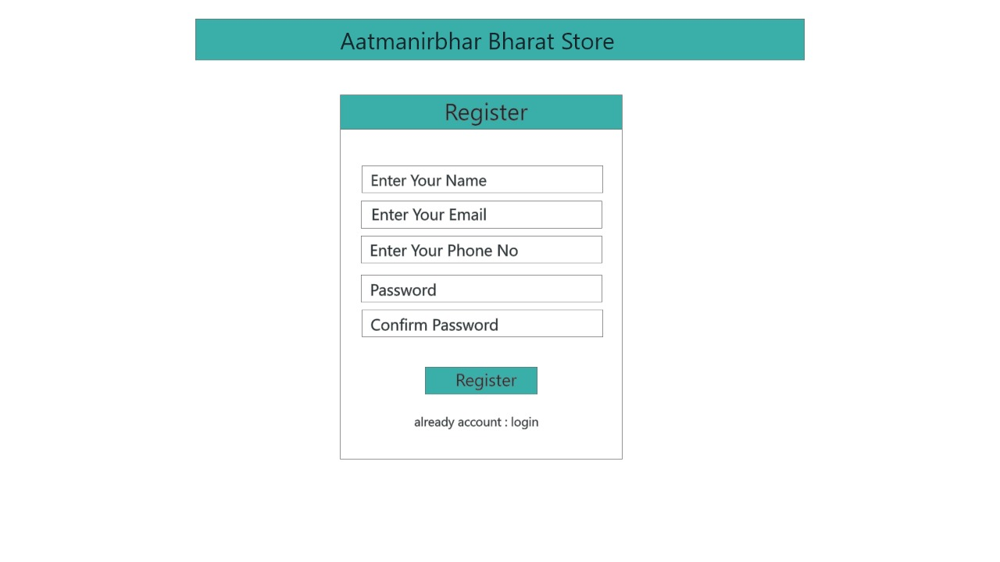 Aatmanirbhar Bharat Store
Register
Enter Your Name
Enter Your Email
Enter Your Phone No
Password
Confirm Password
Register
already account : login